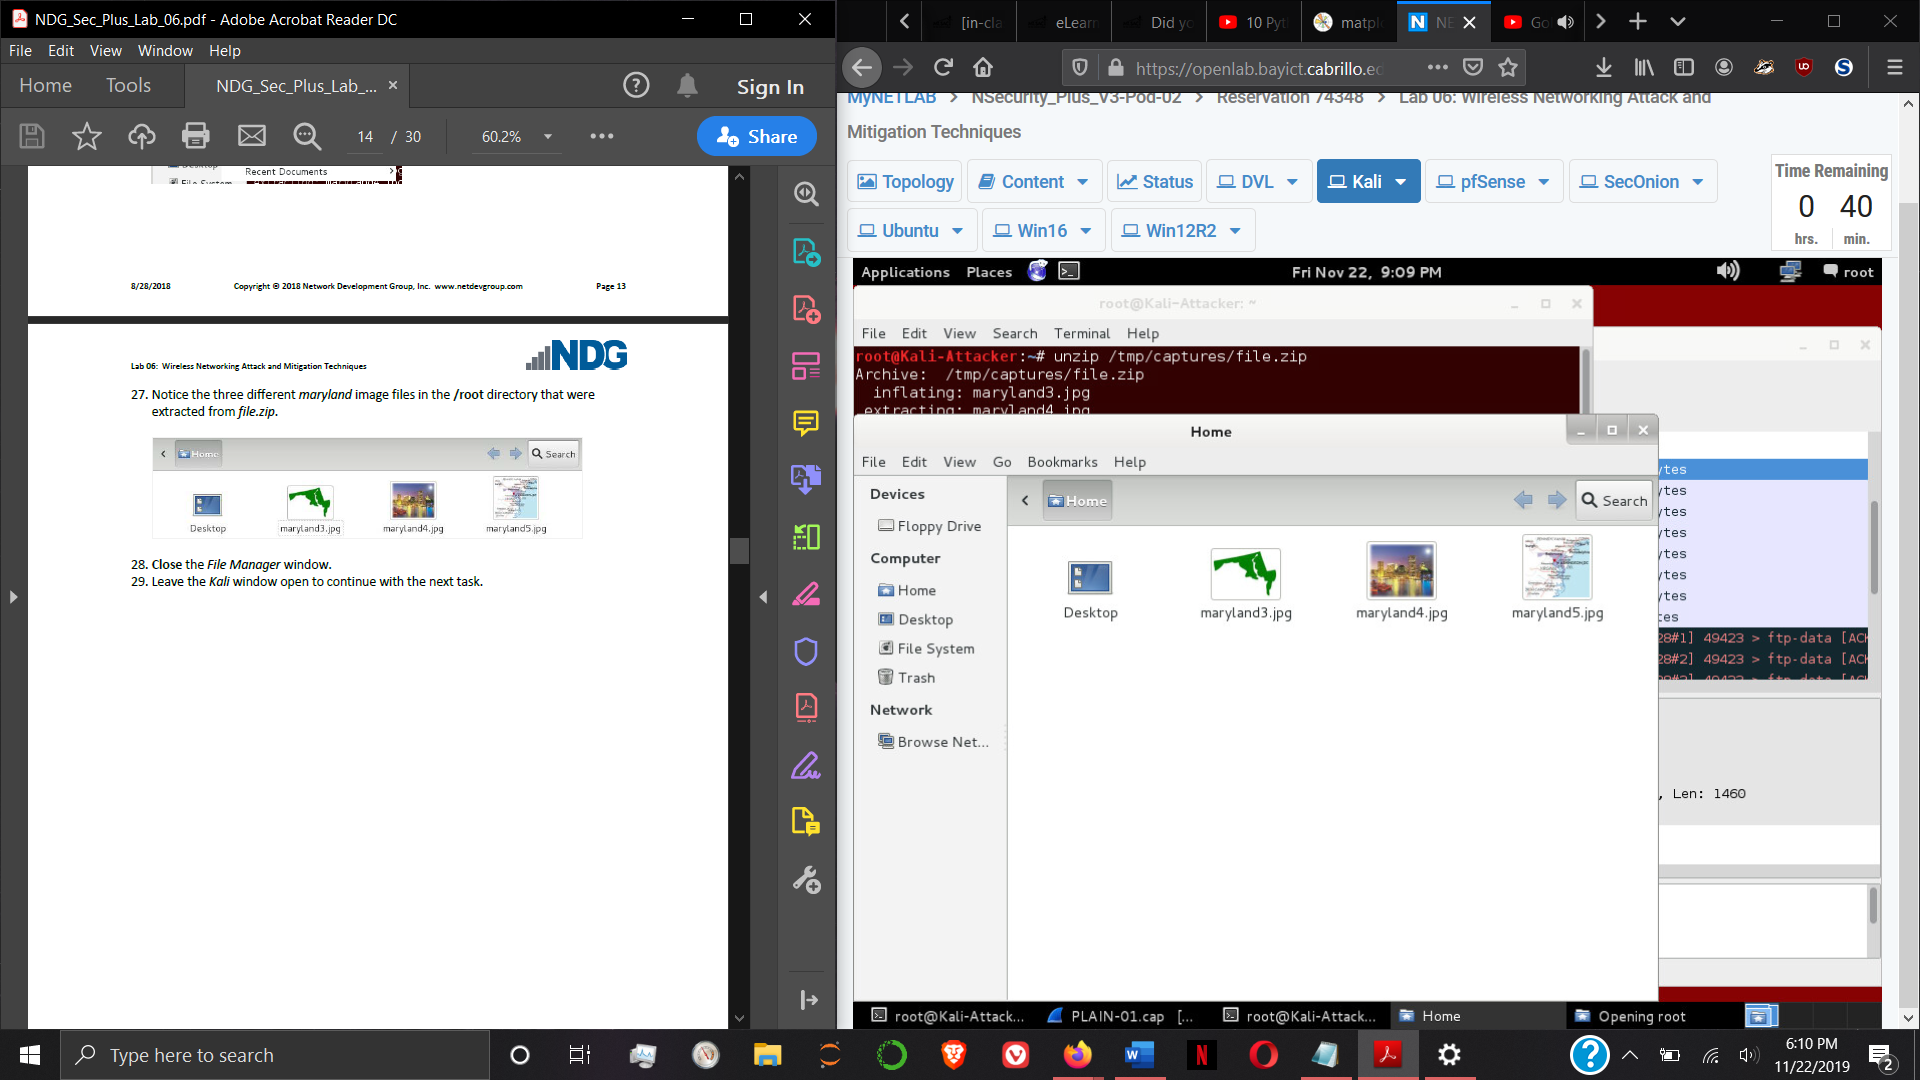 NDG_Sec_Plus_Lab_06.pdf - Adobe Acrobat Reader DC
File Edit View Window Help
Home Tools NDG_Sec_Plus_Lab_... × Sign In
14 / 30 60.2% Share
Recent Documents
8/28/2018 Copyright © 2018 Network Development Group, Inc. www.netdevgroup.com Page 13
Lab 06: Wireless Networking Attack and Mitigation Techniques
NDG
27. Notice the three different maryland image files in the /root directory that were
extracted from file.zip.
Home Search
Desktop maryland3.jpg maryland4.jpg maryland5.jpg
28. Close the File Manager window.
29. Leave the Kali window open to continue with the next task.
[in-cla eLearn Did yo 10 Pyt matpl NE Go
https://openlab.bayict.cabrillo.ed
MyNETLAB > NSecurity_Plus_V3-Pod-02 > Reservation 74348 > Lab 06: Wireless Networking Attack and
Mitigation Techniques
Topology Content Status DVL Kali pfSense SecOnion
Ubuntu Win16 Win12R2
Time Remaining
0 40
hrs. min.
Applications Places Fri Nov 22, 9:09 PM root
root@Kali-Attacker: ~
File Edit View Search Terminal Help
root@Kali-Attacker:~# unzip /tmp/captures/file.zip
Archive: /tmp/captures/file.zip
inflating: maryland3.jpg
extracting: maryland4.jpg
Home
File Edit View Go Bookmarks Help
Devices
Floppy Drive
Computer
Home
Desktop
File System
Trash
Network
Browse Net...
Home Search
Desktop maryland3.jpg maryland4.jpg maryland5.jpg
ytes
ytes
ytes
ytes
ytes
ytes
ytes
tes
28#1] 49423 > ftp-data [ACK
28#2] 49423 > ftp-data [ACK
, Len: 1460
root@Kali-Attack... PLAIN-01.cap [... root@Kali-Attack... Home Opening root
Type here to search
6:10 PM
11/22/2019
2